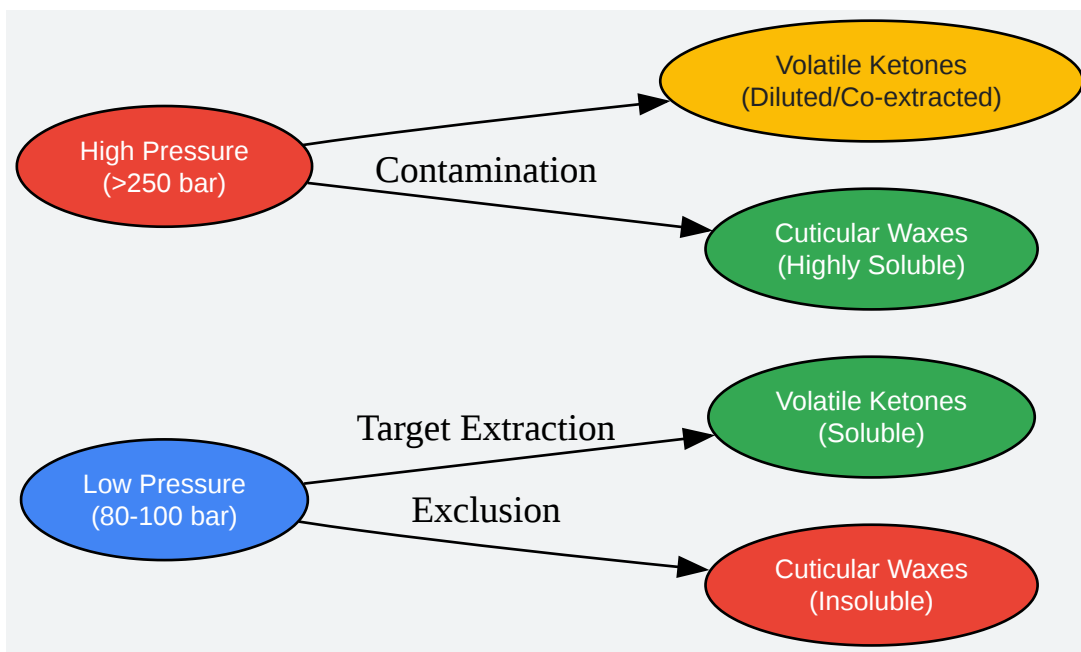 Volatile Ketones
(Diluted/Co-extracted)
High Pressure
(>250 bar)
Contamination
Cuticular Waxes
(Highly Soluble)
Volatile Ketones
(Soluble)
Target Extraction
Low Pressure
(80-100 bar)
Exclusion
Cuticular Waxes
(Insoluble)